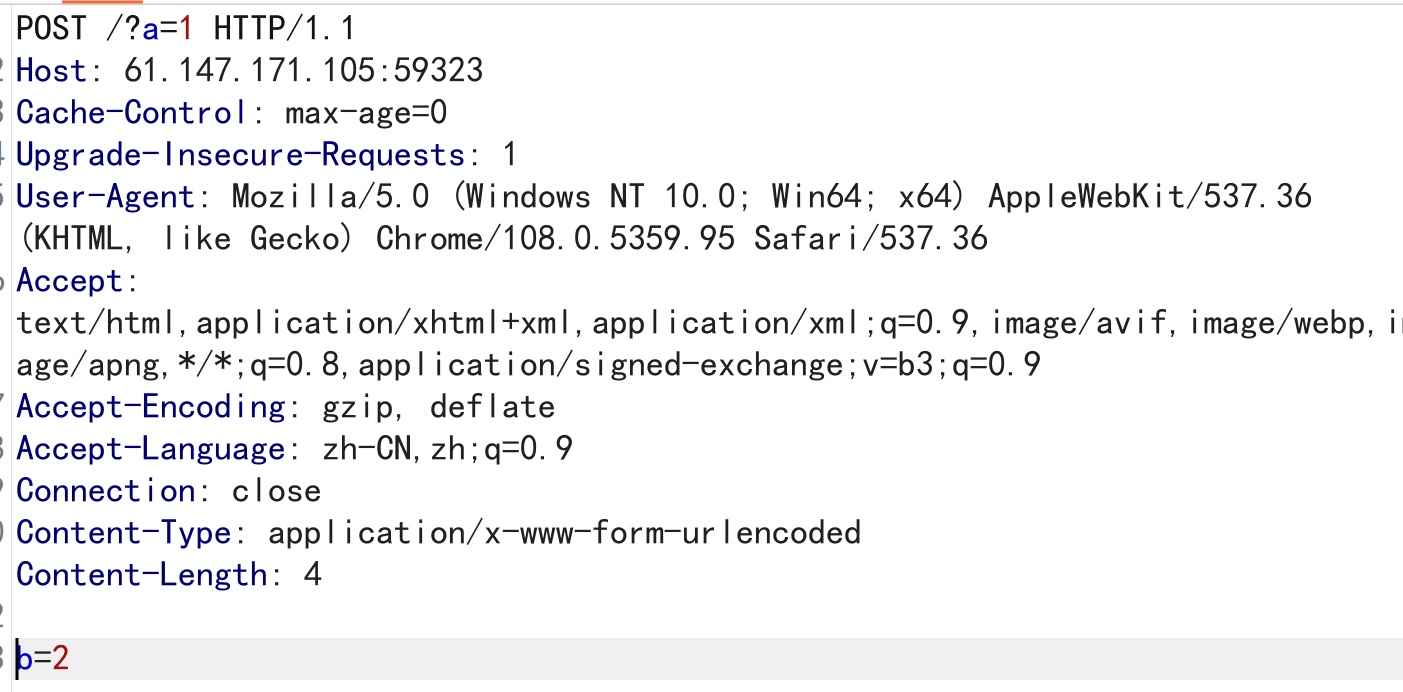 POST /?a=1 HTTP/1.1
Host: 61.147.171.105:59323
Cache-Control: max-age=0
Upgrade-Insecure-Requests: 1
User-Agent: Mozilla/5.0 (Windows NT 10.0; Win64; x64) AppleWebKit/537.36
(KHTML, like Gecko) Chrome/108.0.5359.95 Safari/537.36
Accept:
text/html,application/xhtml+xml,application/xml;q=0.9,image/avif,image/webp,i
age/apng,*/*;q=0.8,application/signed-exchange;v=b3;q=0.9
Accept-Encoding: gzip, deflate
Accept-Language: zh-CN,zh;q=0.9
Connection: close
Content-Type: application/x-www-form-urlencoded
Content-Length: 4
b=2